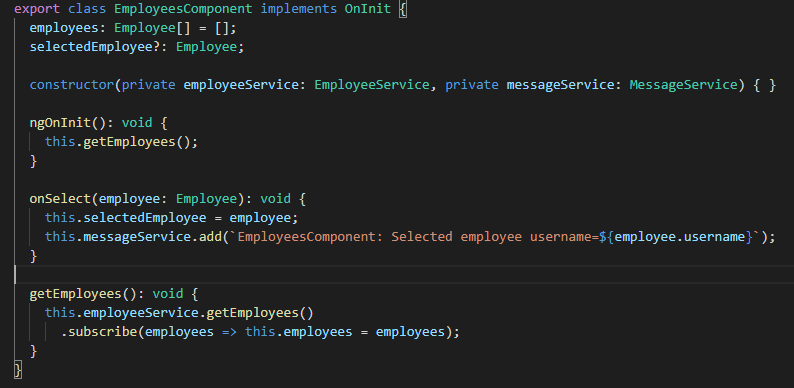 export class EmployeesComponent implements OnInit {
  employees: Employee[] = [];
  selectedEmployee?: Employee;
  constructor(private employeeService: EmployeeService, private messageService: MessageService) { }
  ngOnInit(): void {
    this.getEmployees();
  }
  onSelect(employee: Employee): void {
    this.selectedEmployee = employee;
    this.messageService.add(`EmployeesComponent: Selected employee username=${employee.username}`);
  }
  getEmployees(): void {
    this.employeeService.getEmployees()
      .subscribe(employees => this.employees = employees);
  }
}